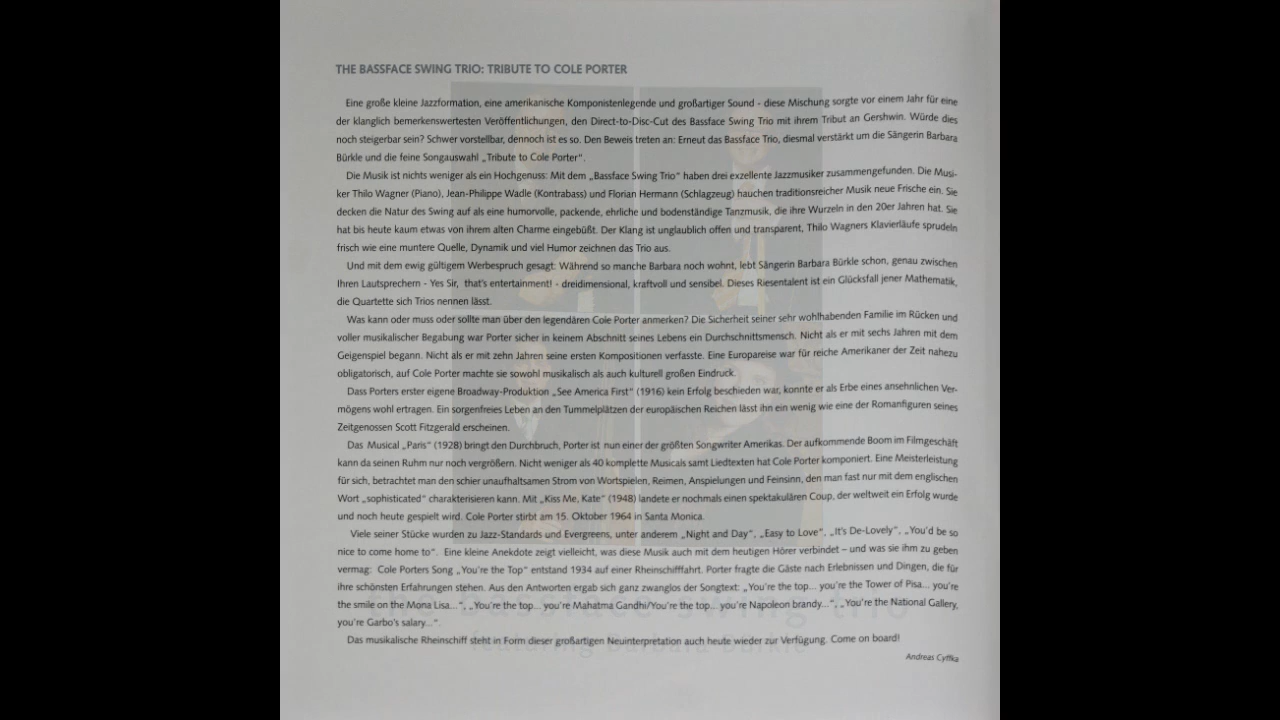 THE BASSFACE SWING TRIO: TRIBUTE TO COLE PORTER
Eine große kleine Jazzformation, eine amerikanische Komponistenlegende und großartiger Sound - diese Mischung sorgte vor einem Jahr für eine
der klanglich bemerkenswertesten Veröffentlichungen, den Direct-to-Disc-Cut des Bassface Swing Trio mit ihrem Tribut an Gershwin. Würde dies
noch steigerbar sein? Schwer vorstellbar, dennoch ist es so. Den Beweis treten an: Erneut das Bassface Trio, diesmal verstärkt um die Sängerin Barbara
Bürkle und die feine Songauswahl „Tribute to Cole Porter“.
Die Musik ist nichts weniger als ein Hochgenuss: Mit dem „Bassface Swing Trio“ haben drei exzellente Jazzmusiker zusammengefunden. Die Musi-
ker Thilo Wagner (Piano), Jean-Philippe Wadle (Kontrabass) und Florian Hermann (Schlagzeug) hauchen traditionsreicher Musik neue Frische ein. Sie
decken die Natur des Swing auf als eine humorvolle, packende, ehrliche und bodenständige Tanzmusik, die ihre Wurzeln in den 20er Jahren hat. Sie
hat bis heute kaum etwas von ihrem alten Charme eingebüßt. Der Klang ist unglaublich offen und transparent, Thilo Wagners Klavierläufe sprudeln
frisch wie eine muntere Quelle, Dynamik und viel Humor zeichnen das Trio aus.
Und mit dem ewig gültigem Werbespruch gesagt: Während so manche Barbara noch wohnt, lebt Sängerin Barbara Bürkle schon, genau zwischen
Ihren Lautsprechern - Yes Sir, that's entertainment! - dreidimensional, kraftvoll und sensibel. Dieses Riesentalent ist ein Glücksfall jener Mathematik,
die Quartette sich Trios nennen lässt.
Was kann oder muss oder sollte man über den legendären Cole Porter anmerken? Die Sicherheit seiner sehr wohlhabenden Familie im Rücken und
voller musikalischer Begabung war Porter sicher in keinem Abschnitt seines Lebens ein Durchschnittsmensch. Nicht als er mit sechs Jahren mit dem
Geigenspiel begann. Nicht als er mit zehn Jahren seine ersten Kompositionen verfasste. Eine Europareise war für reiche Amerikaner der Zeit nahezu
obligatorisch, auf Cole Porter machte sie sowohl musikalisch als auch kulturell großen Eindruck.
Dass Porters erster eigene Broadway-Produktion „See America First“ (1916) kein Erfolg beschieden war, konnte er als Erbe eines ansehnlichen Ver-
mögens wohl ertragen. Ein sorgenfreies Leben an den Tummelplätzen der europäischen Reichen lässt ihn ein wenig wie eine der Romanfiguren seines
Zeitgenossen Scott Fitzgerald erscheinen.
Das Musical „Paris“ (1928) bringt den Durchbruch, Porter ist nun einer der größten Songwriter Amerikas. Der aufkommende Boom im Filmgeschäft
kann da seinen Ruhm nur noch vergrößern. Nicht weniger als 40 komplette Musicals samt Liedtexten hat Cole Porter komponiert. Eine Meisterleistung
für sich, betrachtet man den schier unaufhaltsamen Strom von Wortspielen, Reimen, Anspielungen und Feinsinn, den man fast nur mit dem englischen
Wort „sophisticated“ charakterisieren kann. Mit „Kiss Me, Kate“ (1948) landete er nochmals einen spektakulären Coup, der weltweit ein Erfolg wurde
und noch heute gespielt wird. Cole Porter stirbt am 15. Oktober 1964 in Santa Monica.
Viele seiner Stücke wurden zu Jazz-Standards und Evergreens, unter anderem „Night and Day“, „Easy to Love“, „It's De-Lovely“, „You'd be so
nice to come home to“. Eine kleine Anekdote zeigt vielleicht, was diese Musik auch mit dem heutigen Hörer verbindet – und was sie ihm zu geben
vermag: Cole Porters Song „You're the Top“ entstand 1934 auf einer Rheinschifffahrt. Porter fragte die Gäste nach Erlebnissen und Dingen, die für
ihre schönsten Erfahrungen stehen. Aus den Antworten ergab sich ganz zwanglos der Songtext: „You're the top... you're the Tower of Pisa... you're
the smile on the Mona Lisa...“, „You're the top... you're Mahatma Gandhi/You're the top... you're Napoleon brandy...“, „You're the National Gallery,
you're Garbo's salary...“.
Das musikalische Rheinschiff steht in Form dieser großartigen Neuinterpretation auch heute wieder zur Verfügung. Come on board!
Andreas Cyffka